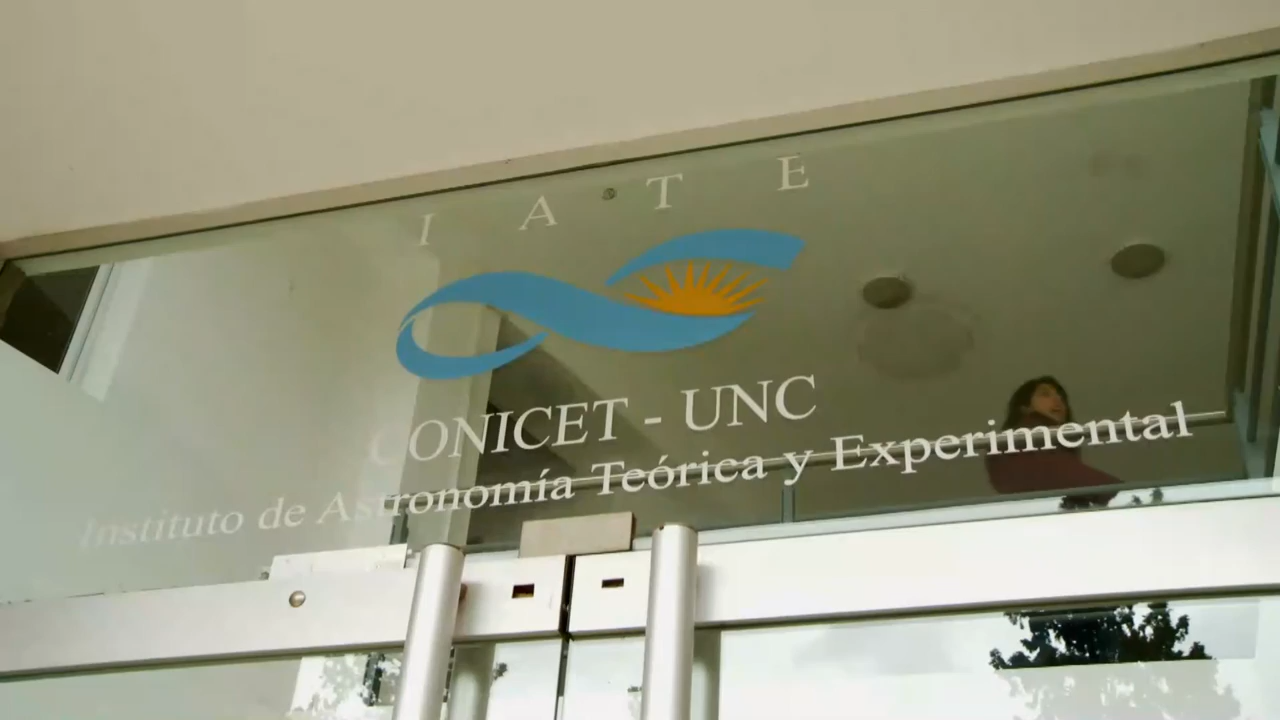 I A T E
CONICET - UNC
Instituto de Astronomía Teórica y Experimental